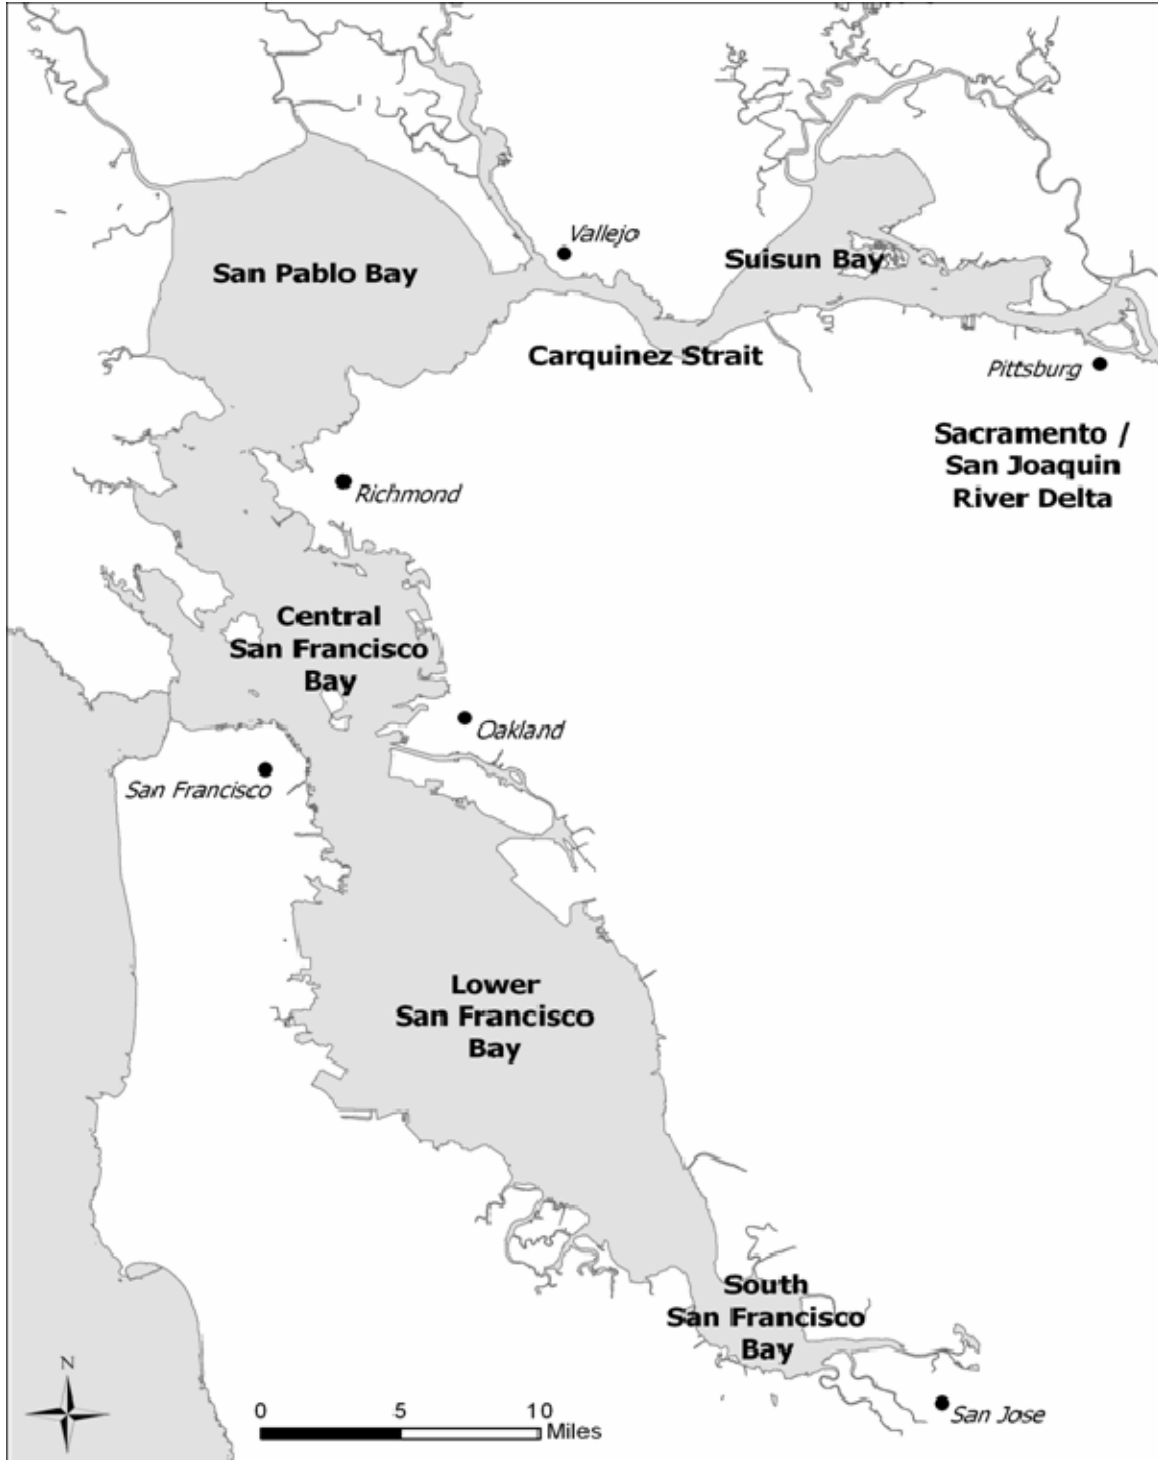 Vallejo
San Pablo Bay
Suisun Bay
Carquinez Strait
Pittsburg
Sacramento /
San Joaquin
River Delta
Richmond
Central
San Francisco
Bay
Oakland
San Francisco
Lower
San Francisco
Bay
South
San Francisco
Bay
San Jose
N
0 5 10
Miles